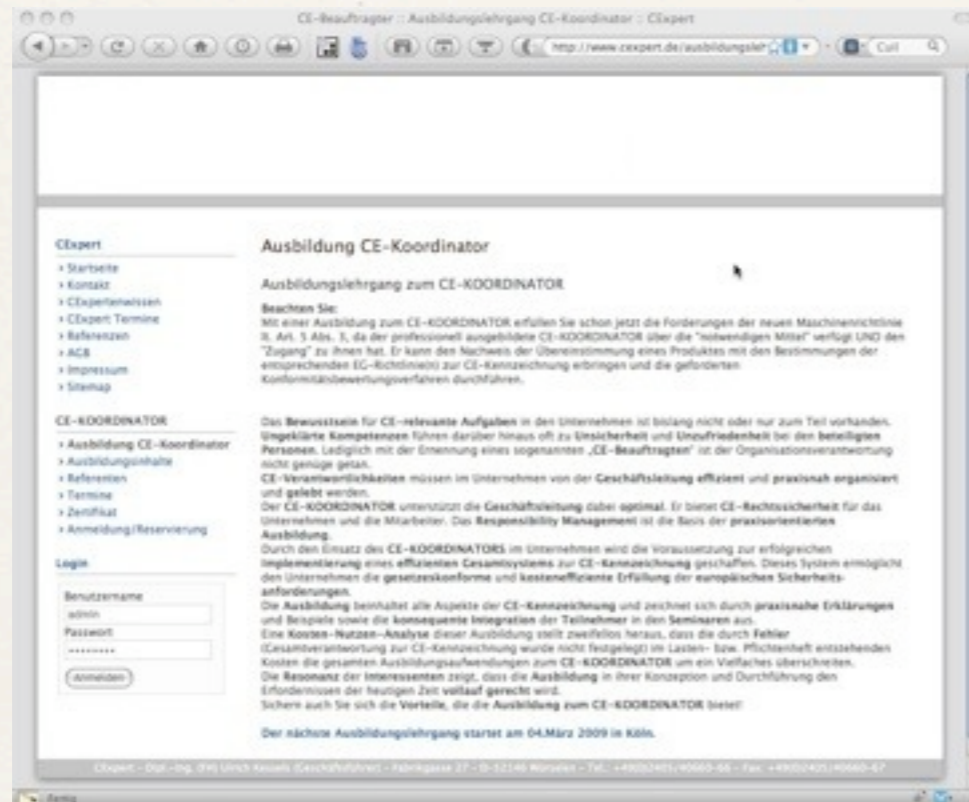 CE-Beauftragter :: Ausbildungslehrgang CE-Koordinator :: CExpert
http://www.cexpert.de/ausbildungsleh
Cuil
CExpert
› Startseite
› Kontakt
› CExpertenwissen
› CExpert Termine
› Referenzen
› AGB
› Impressum
› Sitemap
CE-KOORDINATOR
› Ausbildung CE-Koordinator
› Ausbildungsinhalte
› Referenten
› Termine
› Zertifikat
› Anmeldung/Reservierung
Login
Benutzername
admin
Passwort
Anmelden
Ausbildung CE-Koordinator
Ausbildungslehrgang zum CE-KOORDINATOR
Beachten Sie:
Mit einer Ausbildung zum CE-KOORDINATOR erfüllen Sie schon jetzt die Forderungen der neuen Maschinenrichtlinie
lt. Art. 5 Abs. 3, da der professionell ausgebildete CE-KOORDINATOR über die "notwendigen Mittel" verfügt UND den
"Zugang" zu ihnen hat. Er kann den Nachweis der Übereinstimmung eines Produktes mit den Bestimmungen der
entsprechenden EG-Richtlinie(n) zur CE-Kennzeichnung erbringen und die geforderten
Konformitätsbewertungsverfahren durchführen.
Das Bewusstsein für CE-relevante Aufgaben in den Unternehmen ist bislang nicht oder nur zum Teil vorhanden.
Ungeklärte Kompetenzen führen darüber hinaus oft zu Unsicherheit und Unzufriedenheit bei den beteiligten
Personen. Lediglich mit der Ernennung eines sogenannten „CE-Beauftragten" ist der Organisationsverantwortung
nicht genüge getan.
CE-Verantwortlichkeiten müssen im Unternehmen von der Geschäftsleitung effizient und praxisnah organisiert
und gelebt werden.
Der CE-KOORDINATOR unterstützt die Geschäftsleitung dabei optimal. Er bietet CE-Rechtssicherheit für das
Unternehmen und die Mitarbeiter. Das Responsibility Management ist die Basis der praxisorientierten
Ausbildung.
Durch den Einsatz des CE-KOORDINATORS im Unternehmen wird die Voraussetzung zur erfolgreichen
Implementierung eines effizienten Gesamtsystems zur CE-Kennzeichnung geschaffen. Dieses System ermöglicht
den Unternehmen die gesetzeskonforme und kosteneffiziente Erfüllung der europäischen Sicherheits-
anforderungen.
Die Ausbildung beinhaltet alle Aspekte der CE-Kennzeichnung und zeichnet sich durch praxisnahe Erklärungen
und Beispiele sowie die konsequente Integration der Teilnehmer in den Seminaren aus.
Eine Kosten-Nutzen-Analyse dieser Ausbildung stellt zweifellos heraus, dass die durch Fehler
(Gesamtverantwortung zur CE-Kennzeichnung wurde nicht festgelegt) im Lasten- bzw. Pflichtenheft entstehenden
Kosten die gesamten Ausbildungsaufwendungen zum CE-KOORDINATOR um ein Vielfaches überschreiten.
Die Resonanz der Interessenten zeigt, dass die Ausbildung in ihrer Konzeption und Durchführung den
Erfordernissen der heutigen Zeit vollauf gerecht wird.
Sichern auch Sie sich die Vorteile, die die Ausbildung zum CE-KOORDINATOR bietet!
Der nächste Ausbildungslehrgang startet am 04.März 2009 in Köln.
CExpert - Dipl.-Ing. (FH) Ulrich Kessels (Geschäftsführer) - Fabrikgasse 27 - D-52146 Würselen - Tel.: +49(0)2405/40660-66 - Fax: +49(0)2405/40660-67
Fertig